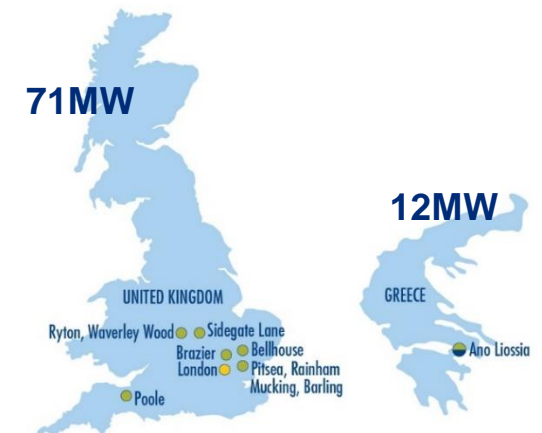 71MW
12MW
UNITED KINGDOM
GREECE
Ryton, Waverley Wood
Sidegate Lane
Brazier
Bellhouse
Ano Liossia
London
Pitsea, Rainham
Mucking, Barling
Poole